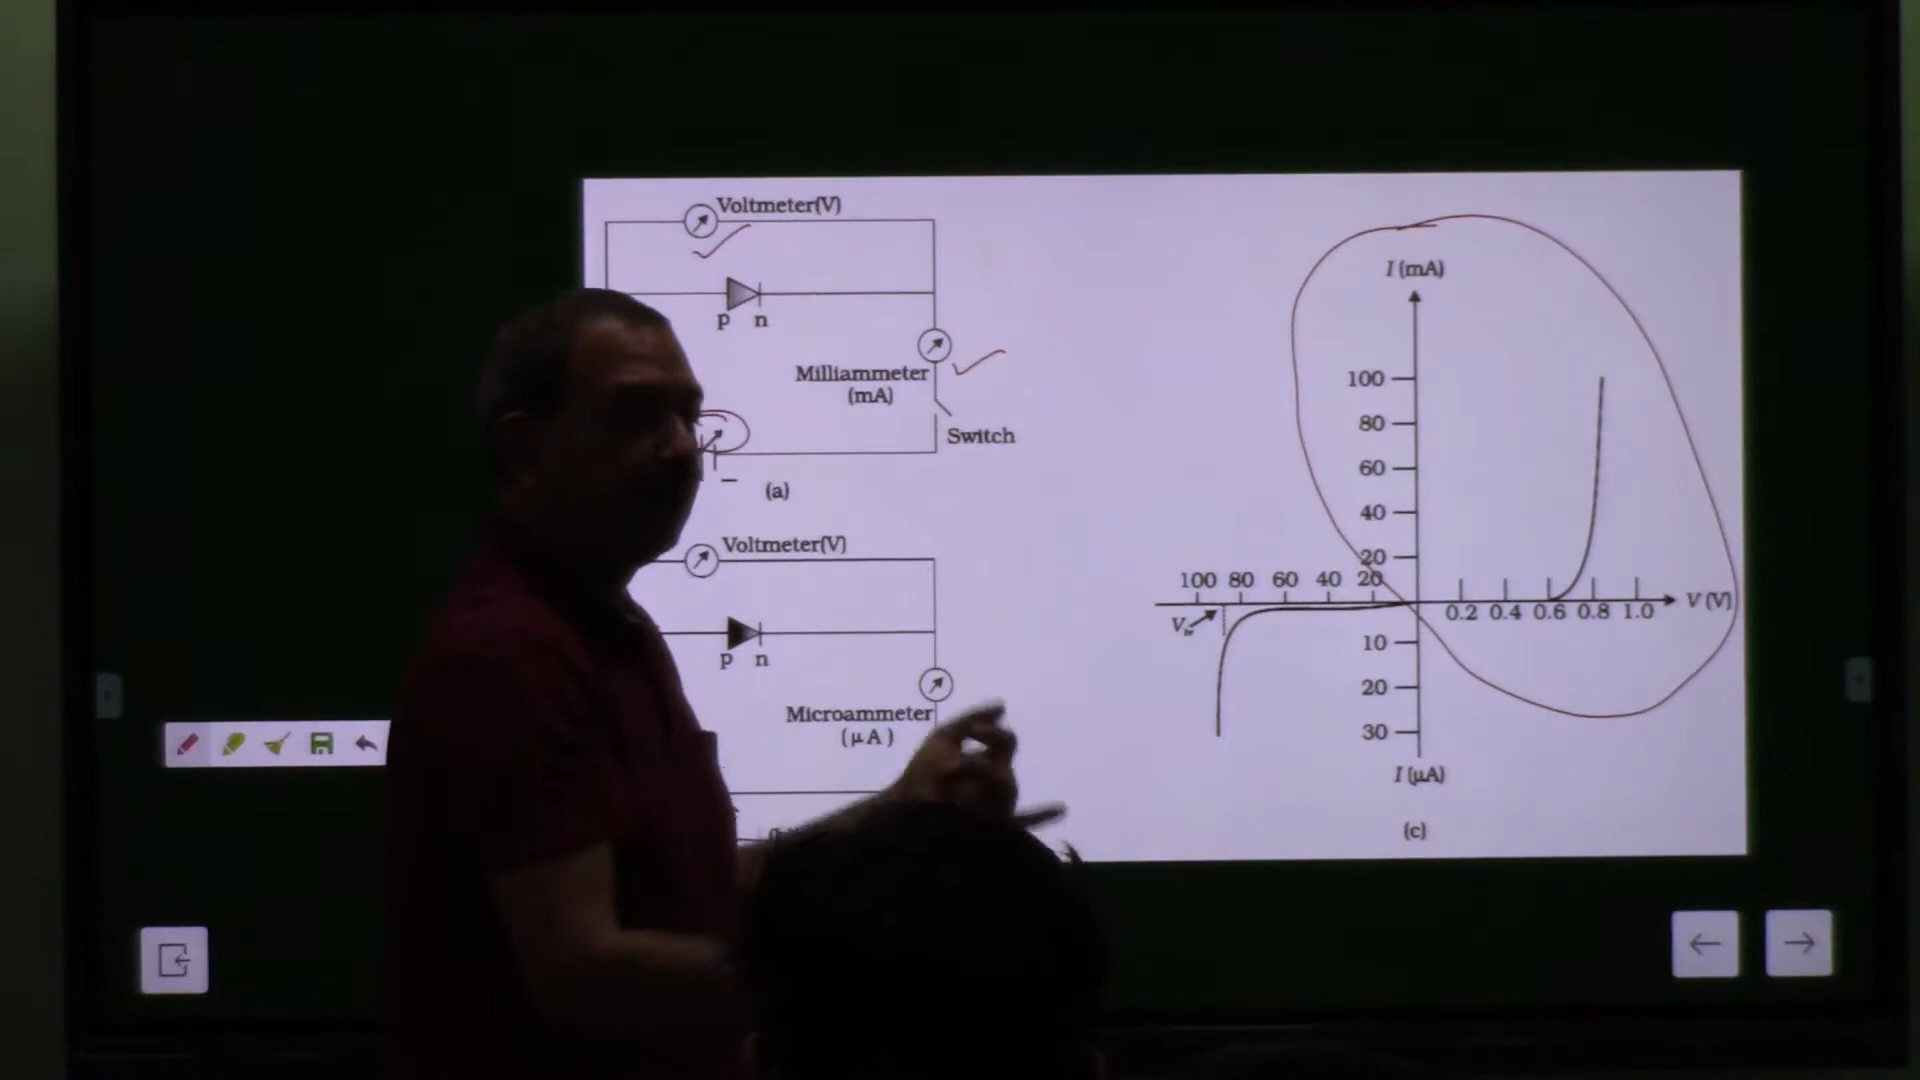 Voltmeter(V)
p n
Milliammeter
(mA)
Switch
−
(a)
Voltmeter(V)
p n
Microammeter
(μA)
I (mA)
100
80
60
40
20
100 80 60 40 20
0.2 0.4 0.6 0.8 1.0 V (V)
10
20
30
I (μA)
(c)